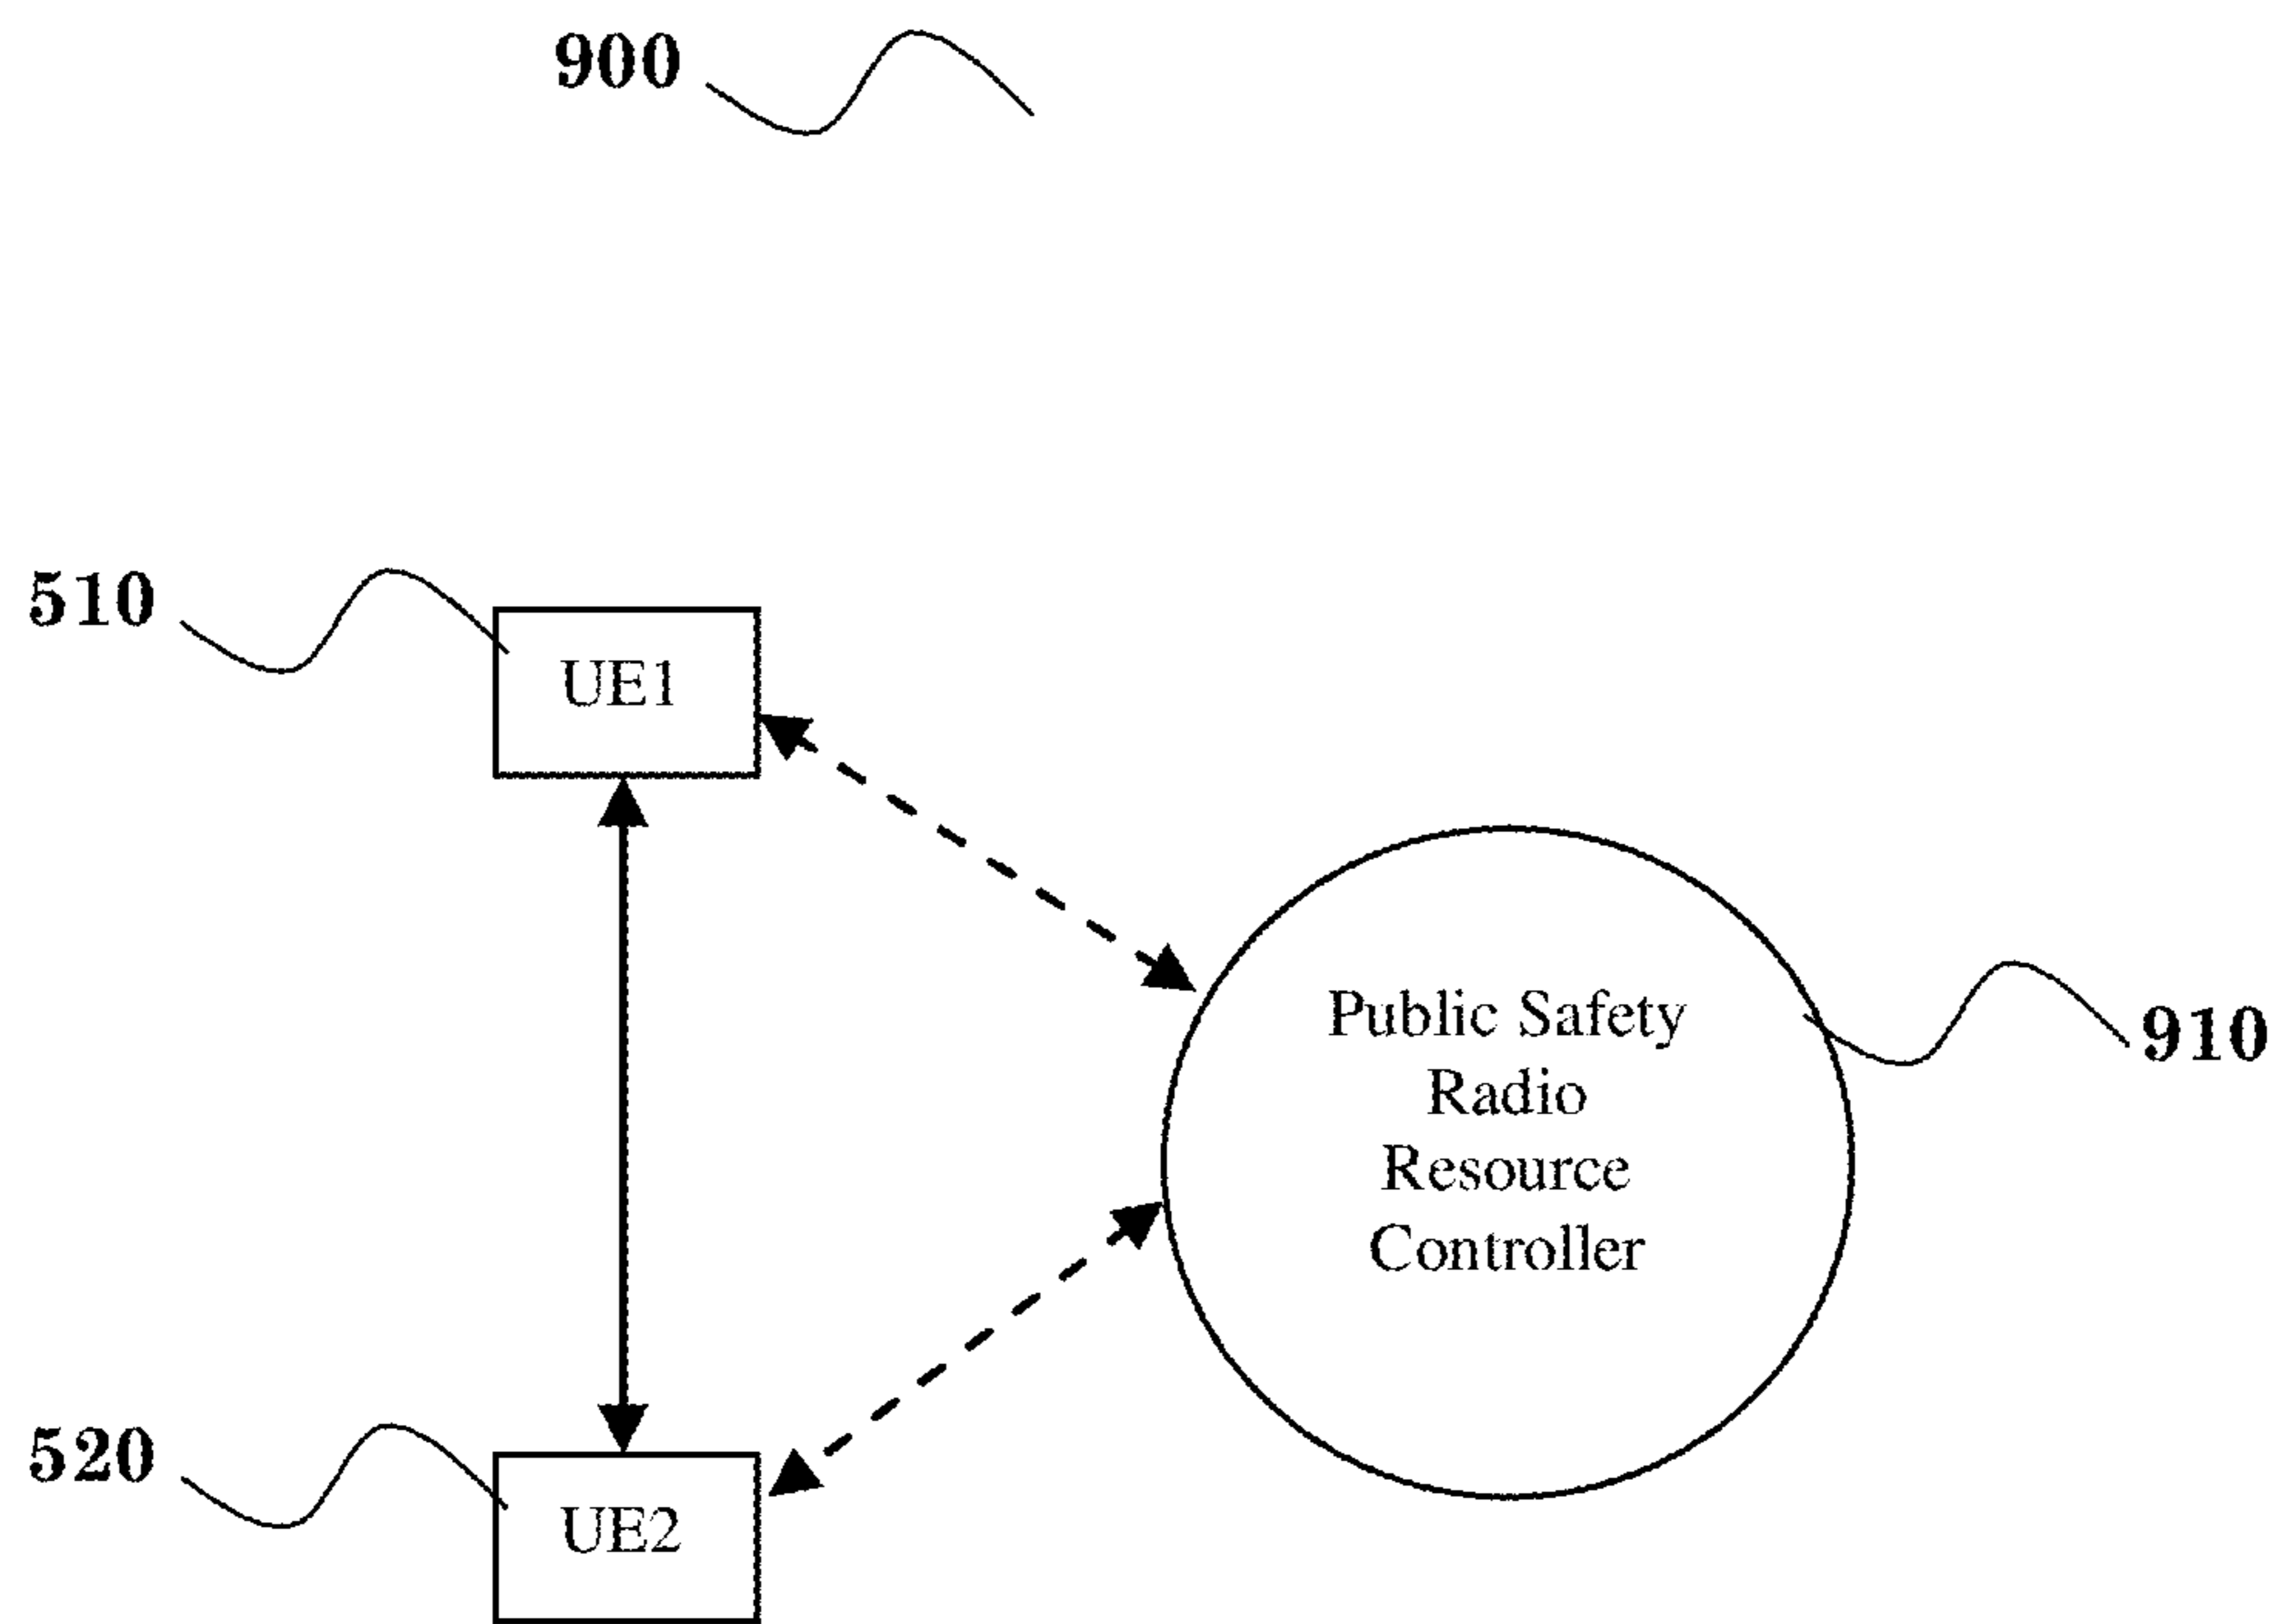 900
510
UE1
Public Safety
Radio
Resource
Controller
910
520
UE2